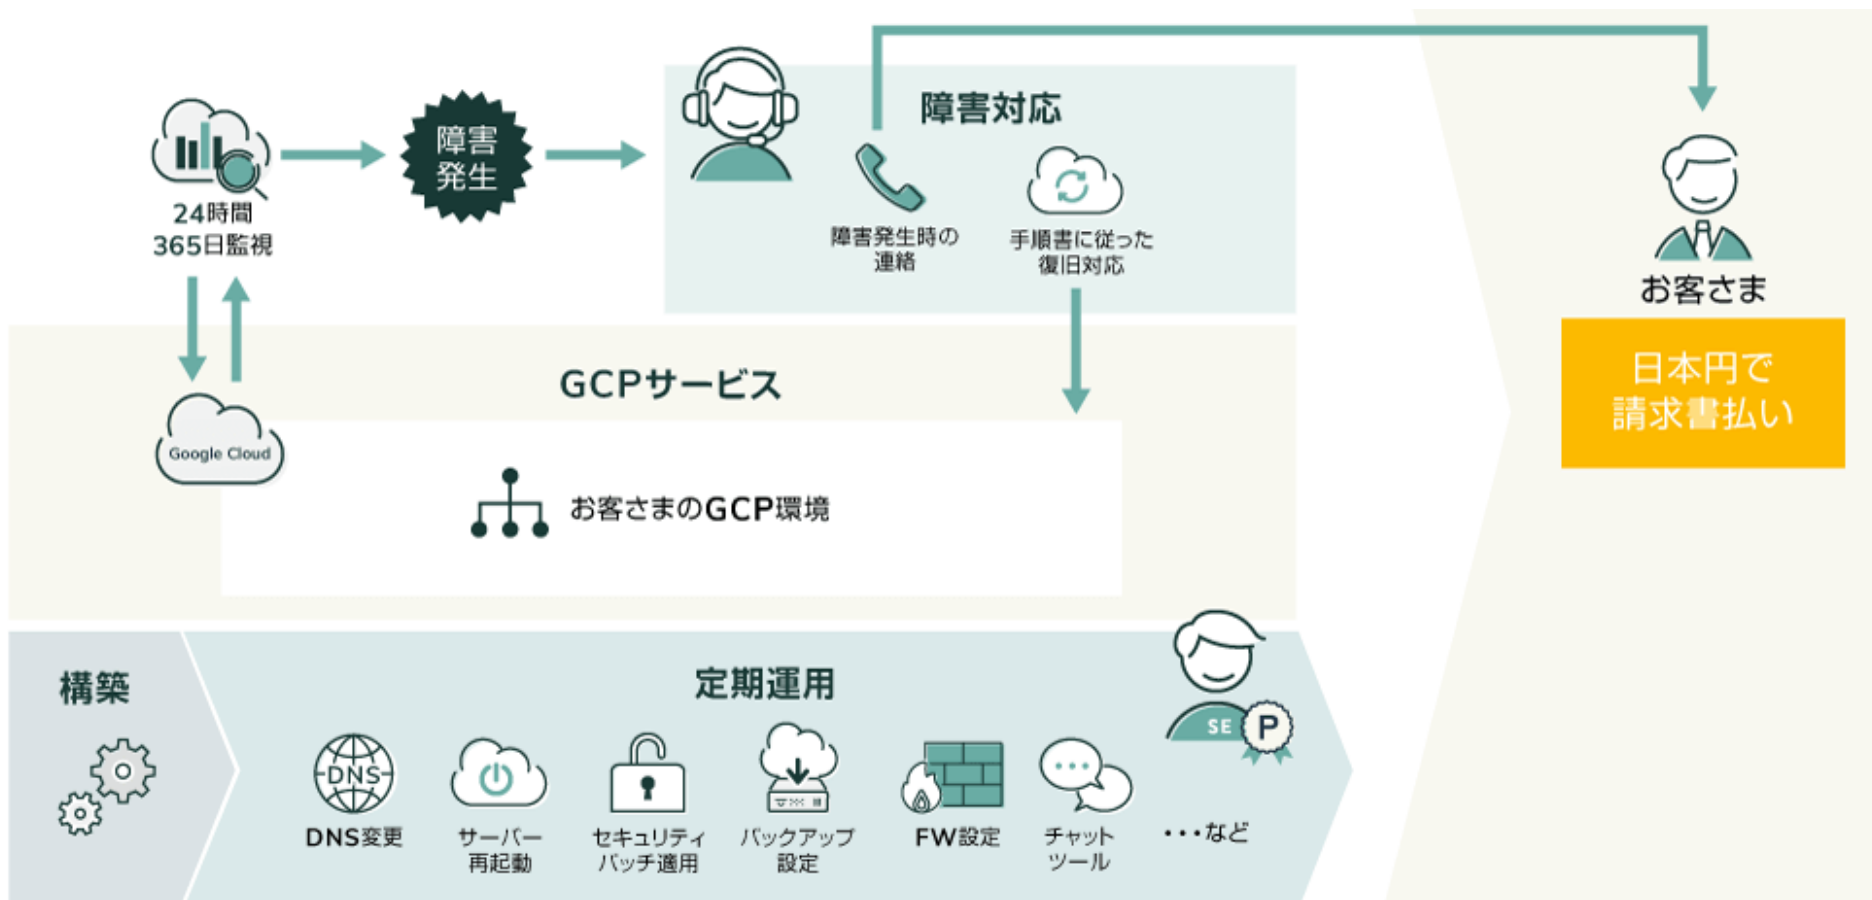 障害
発生
障害対応
24時間
365日監視
障害発生時の
連絡
手順書に従った
復旧対応
お客さま
日本円で
請求書払い
GCPサービス
Google Cloud
お客さまのGCP環境
構築
定期運用
SE
P
DNS
DNS変更
サーバー
再起動
セキュリティ
パッチ適用
バックアップ
設定
FW設定
チャット
ツール
・・・など